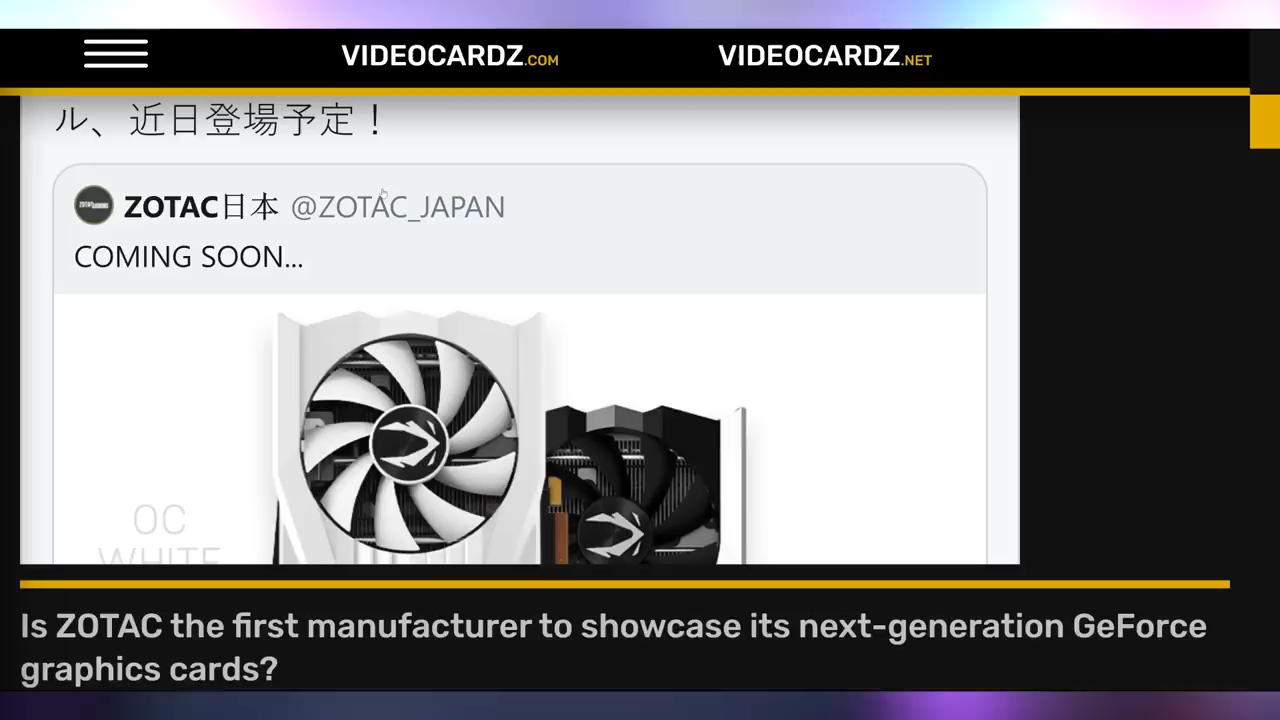 VIDEOCARDZ.COM
VIDEOCARDZ.NET
ル、近日登場予定！
ZOTAC日本 @ZOTAC_JAPAN
COMING SOON...
OC
WHITE
Is ZOTAC the first manufacturer to showcase its next-generation GeForce
graphics cards?